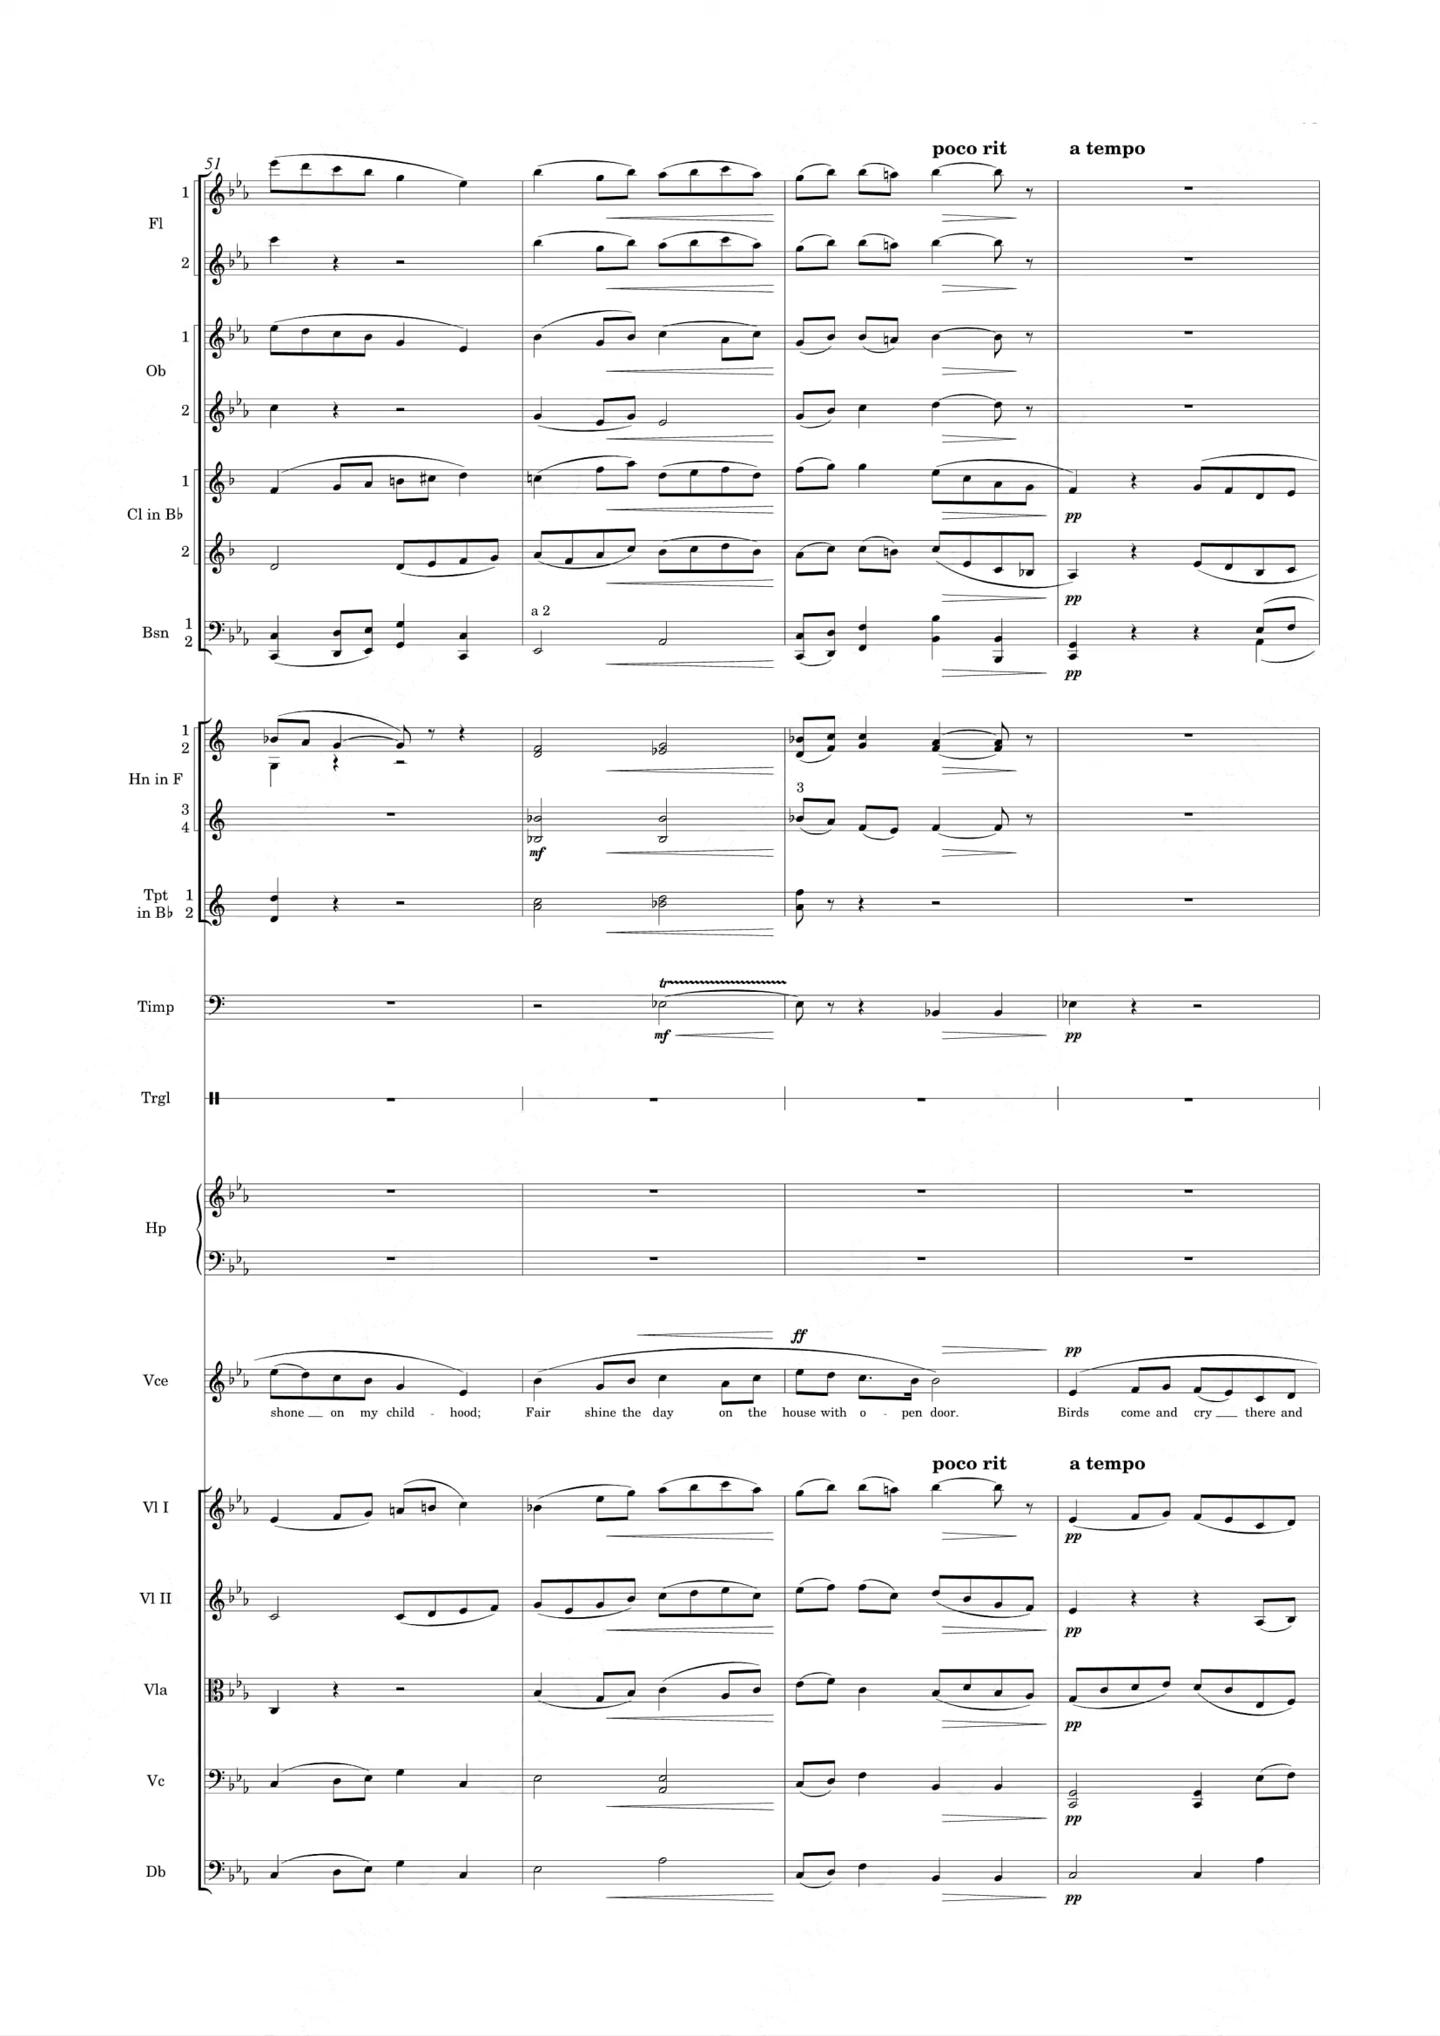 poco rit a tempo
51
1
Fl
2
1
Ob
2
1
Cl in B♭
2
a 2
Bsn 1
2
pp
pp
pp
1
2
Hn in F
3
3
4
mf
Tpt 1
in B♭ 2
tr
Timp
mf pp
Trgl
Hp
ff
pp
Vce
shone __ on my child - hood; Fair shine the day on the house with o - pen door. Birds come and cry __ there and
poco rit a tempo
Vl I
pp
Vl II
pp
Vla
pp
Vc
pp
Db
pp